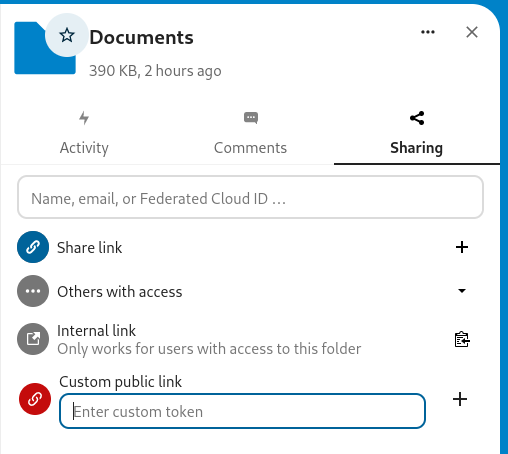 Documents
390 KB, 2 hours ago
Activity
Comments
Sharing
Name, email, or Federated Cloud ID …
Share link
Others with access
Internal link
Only works for users with access to this folder
Custom public link
Enter custom token